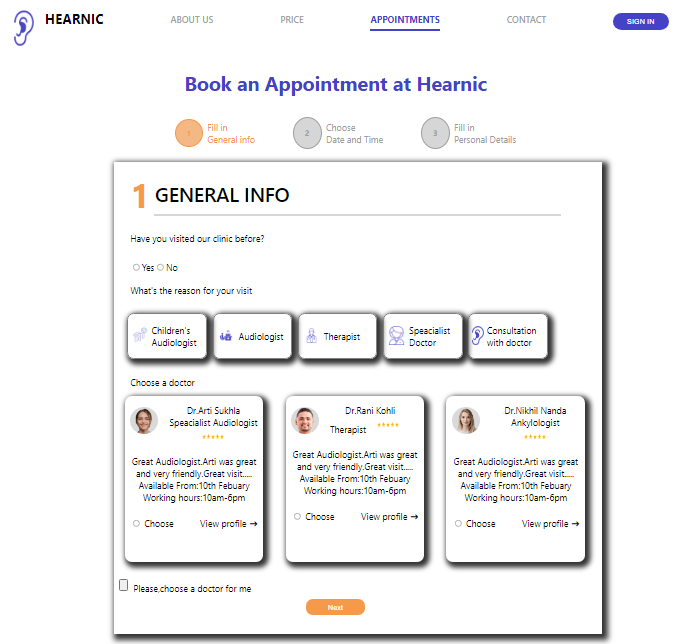 HEARNIC
ABOUT US
PRICE
APPOINTMENTS
CONTACT
SIGN IN
Book an Appointment at Hearnic
1
Fill in
General info
2
Choose
Date and Time
3
Fill in
Personal Details
1 GENERAL INFO
Have you visited our clinic before?
Yes No
What's the reason for your visit
Children's
Audiologist
Audiologist
Therapist
Speacialist
Doctor
Consultation
with doctor
Choose a doctor
Dr.Arti Sukhla
Speacialist Audiologist
Great Audiologist.Arti was great
and very friendly.Great visit.....
Available From:10th Febuary
Working hours:10am-6pm
Choose View profile →
Dr.Rani Kohli
Therapist
Great Audiologist.Arti was great
and very friendly.Great visit.....
Available From:10th Febuary
Working hours:10am-6pm
Choose View profile →
Dr.Nikhil Nanda
Ankylologist
Great Audiologist.Arti was great
and very friendly.Great visit.....
Available From:10th Febuary
Working hours:10am-6pm
Choose View profile →
Please,choose a doctor for me
Next